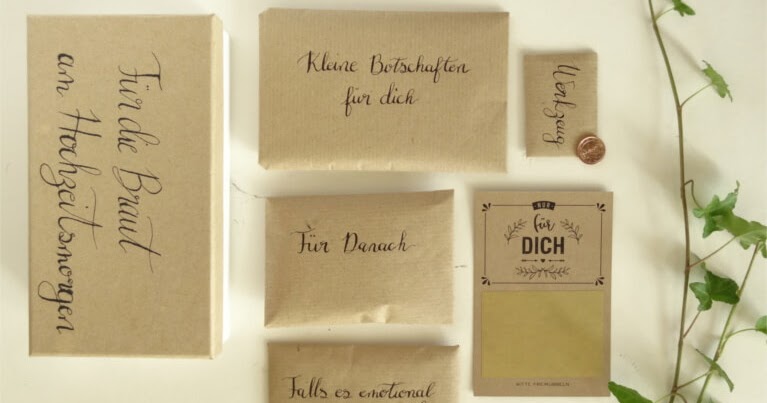 Für die Braut
am Hochzeitsmorgen
Kleine Botschaften
für dich
Werkzeug
Für Danach
Falls es emotional
NUR
für
DICH
BITTE FREIRUBBELN